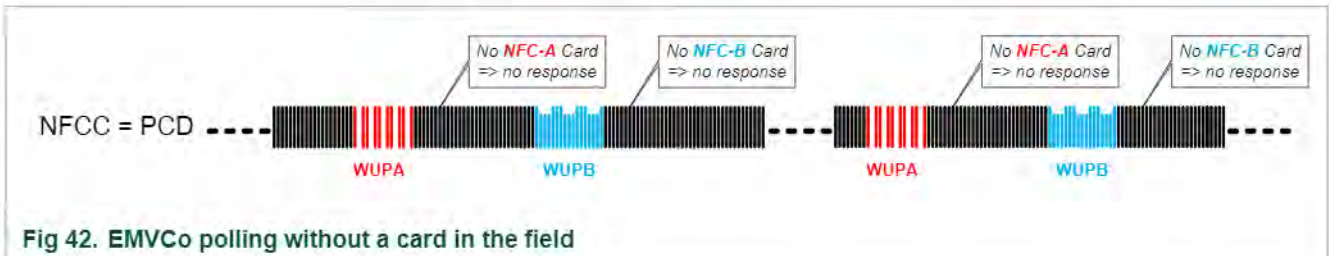 No NFC-A Card
=> no response
No NFC-B Card
=> no response
No NFC-A Card
=> no response
No NFC-B Card
=> no response
NFCC = PCD
WUPA
WUPB
WUPA
WUPB
Fig 42. EMVCo polling without a card in the field